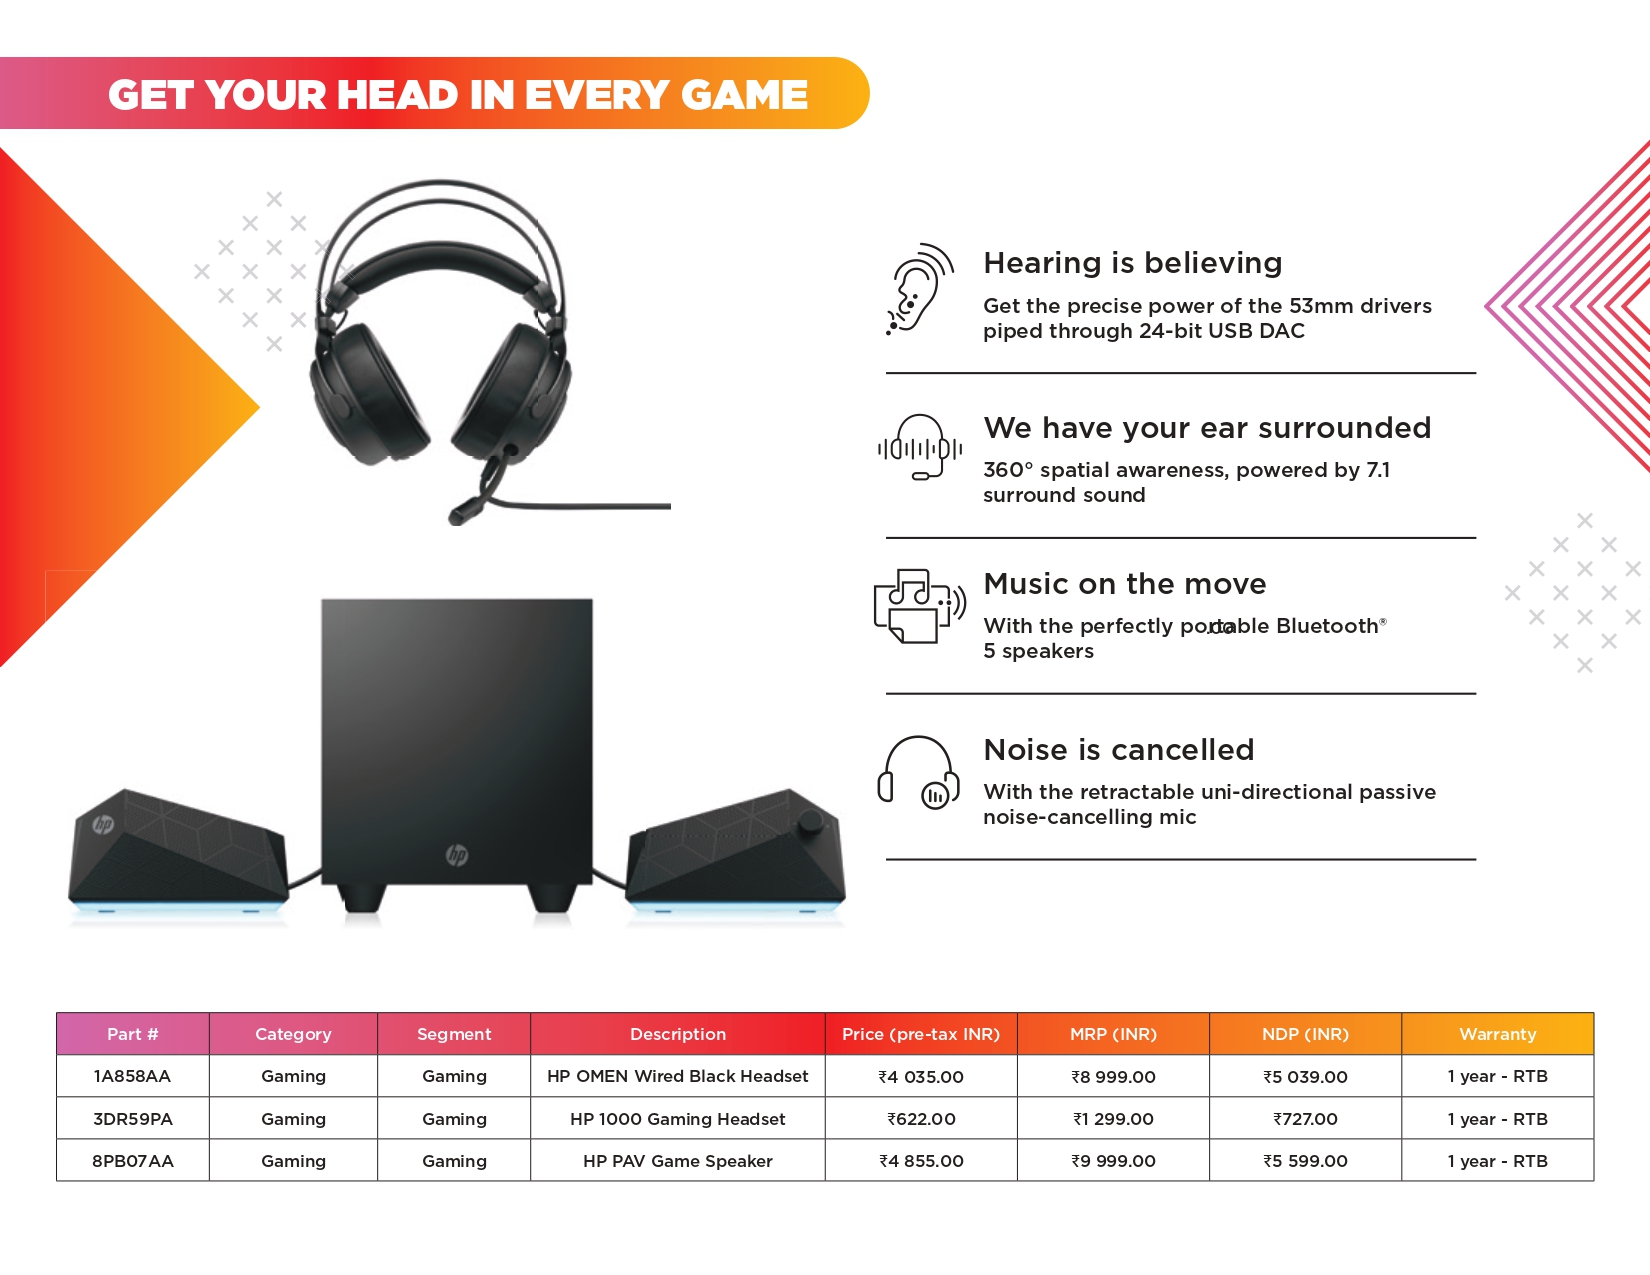 GET YOUR HEAD IN EVERY GAME
Hearing is believing
Get the precise power of the 53mm drivers
piped through 24-bit USB DAC
We have your ear surrounded
360° spatial awareness, powered by 7.1
surround sound
Music on the move
With the perfectly portable Bluetooth®
5 speakers
Noise is cancelled
With the retractable uni-directional passive
noise-cancelling mic
hp
hp
Part # Category Segment Description Price (pre-tax INR) MRP (INR) NDP (INR) Warranty
1A858AA Gaming Gaming HP OMEN Wired Black Headset ₹4 035.00 ₹8 999.00 ₹5 039.00 1 year - RTB
3DR59PA Gaming Gaming HP 1000 Gaming Headset ₹622.00 ₹1 299.00 ₹727.00 1 year - RTB
8PB07AA Gaming Gaming HP PAV Game Speaker ₹4 855.00 ₹9 999.00 ₹5 599.00 1 year - RTB